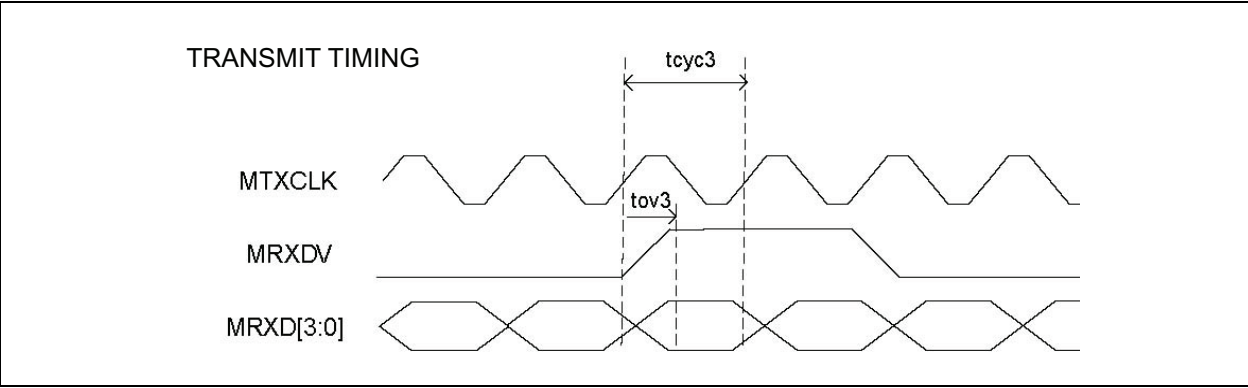 TRANSMIT TIMING
tcyc3
MTXCLK
tov3
MRXDV
MRXD[3:0]